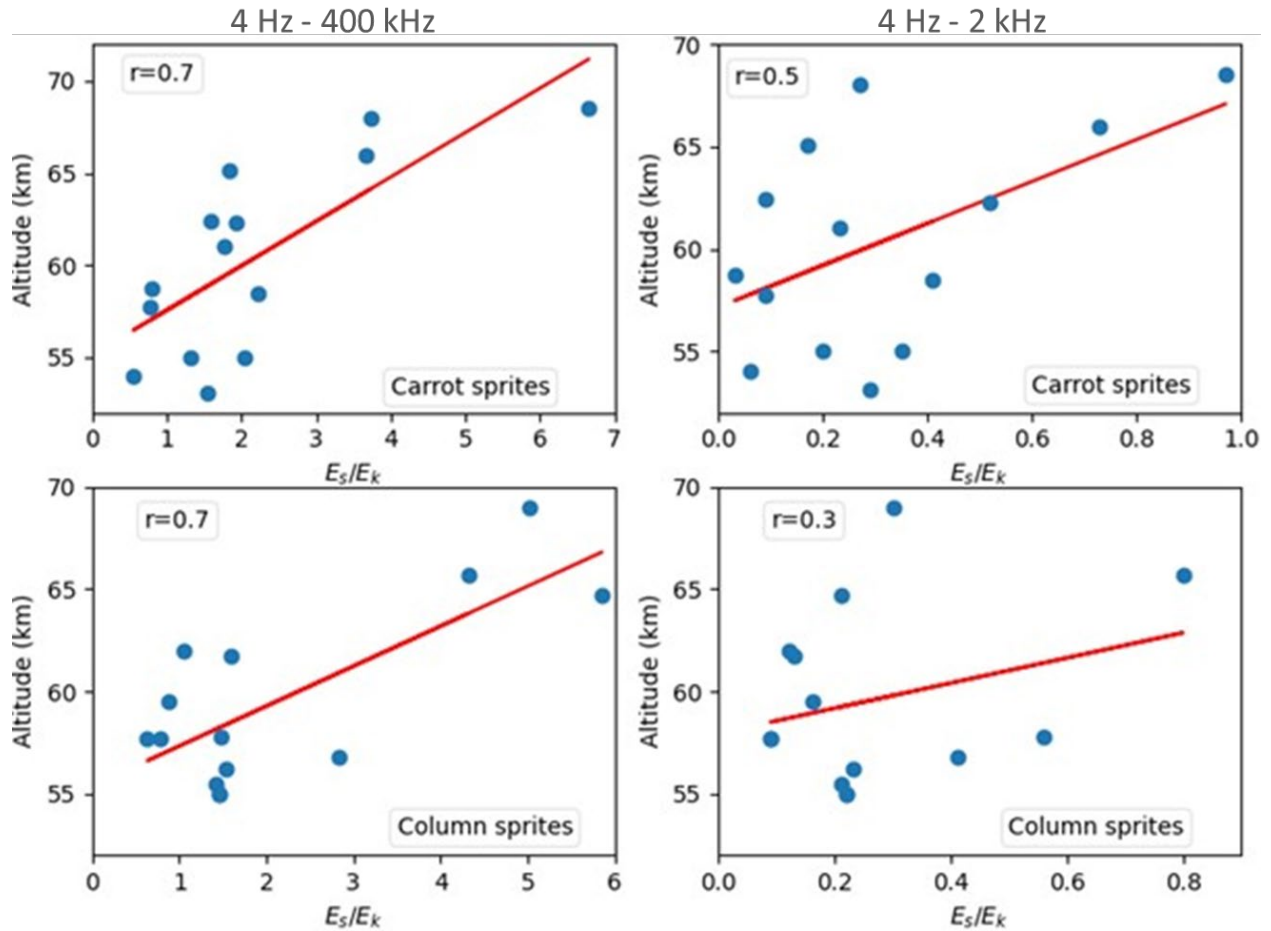 4 Hz - 400 kHz
4 Hz - 2 kHz
r=0.7
Altitude (km)
70
65
60
55
Carrot sprites
0 1 2 3 4 5 6 7
Es/Ek
r=0.5
Altitude (km)
70
65
60
55
Carrot sprites
0.0 0.2 0.4 0.6 0.8 1.0
Es/Ek
r=0.7
Altitude (km)
70
65
60
55
Column sprites
0 1 2 3 4 5 6
Es/Ek
r=0.3
Altitude (km)
70
65
60
55
Column sprites
0.0 0.2 0.4 0.6 0.8
Es/Ek